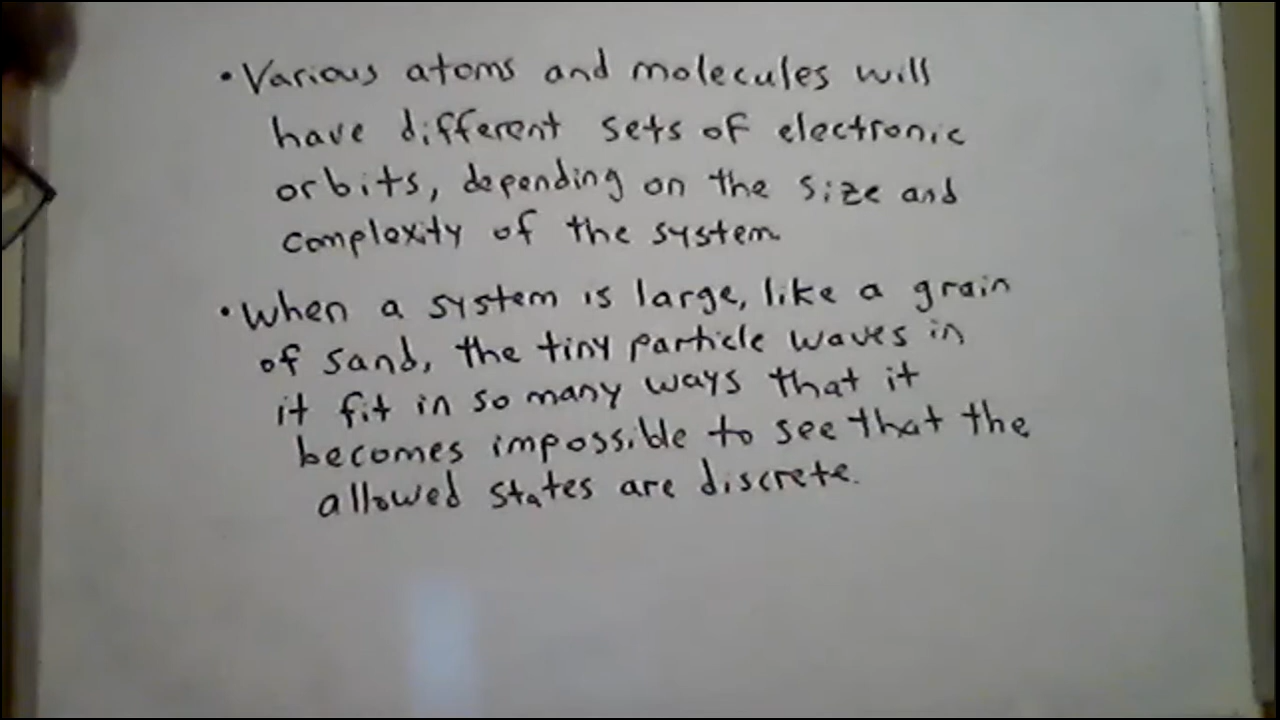 • Various atoms and molecules will
have different sets of electronic
orbits, depending on the size and
complexity of the system.
• When a system is large, like a grain
of sand, the tiny particle waves in
it fit in so many ways that it
becomes impossible to see that the
allowed states are discrete.